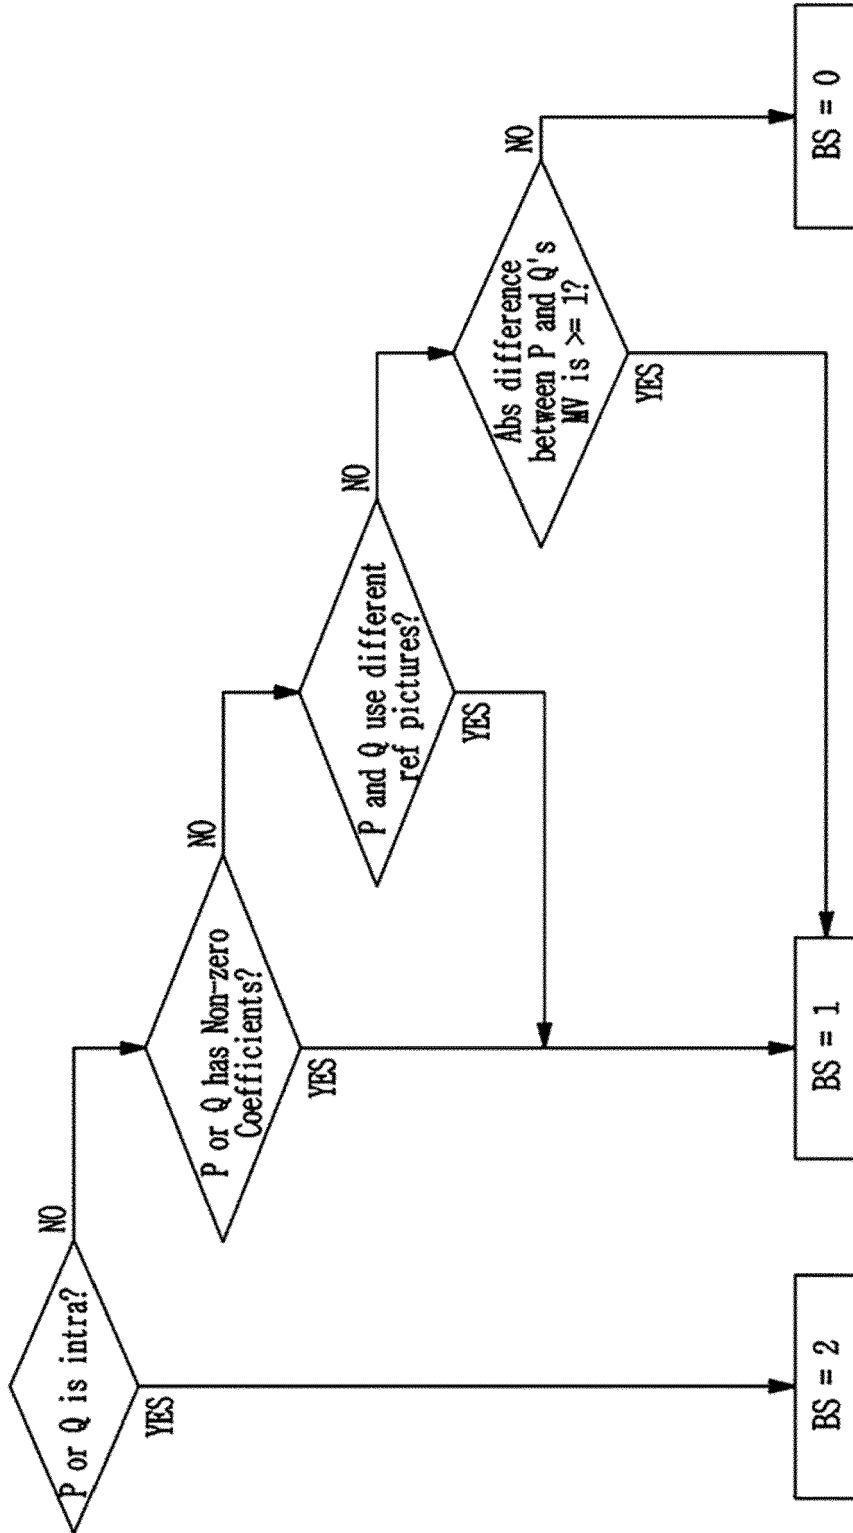 P or Q is intra?
NO
YES
P or Q has Non-zero
Coefficients?
NO
YES
P and Q use different
ref pictures?
NO
YES
Abs difference
between P and Q's
MV is >= 1?
NO
YES
BS = 2
BS = 1
BS = 0